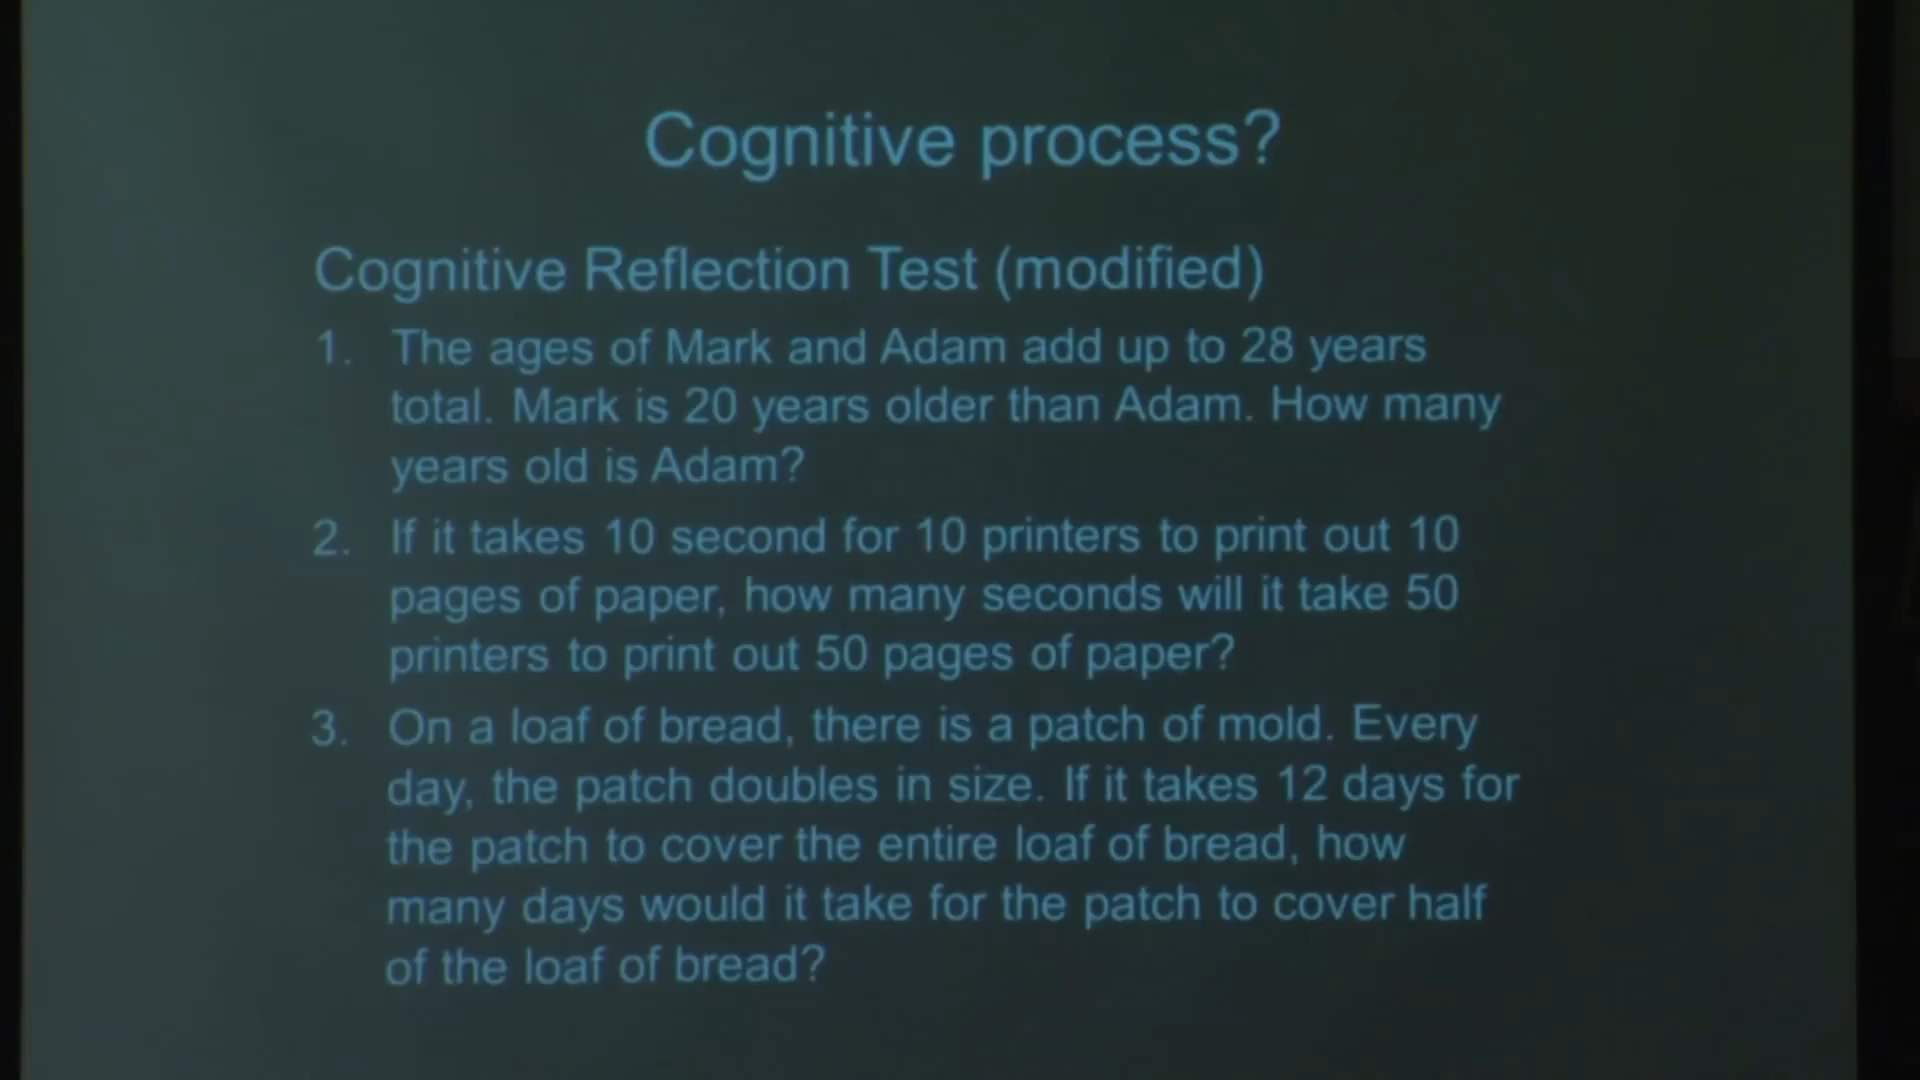 Cognitive process?
Cognitive Reflection Test (modified)
1. The ages of Mark and Adam add up to 28 years
total. Mark is 20 years older than Adam. How many
years old is Adam?
2. If it takes 10 second for 10 printers to print out 10
pages of paper, how many seconds will it take 50
printers to print out 50 pages of paper?
3. On a loaf of bread, there is a patch of mold. Every
day, the patch doubles in size. If it takes 12 days for
the patch to cover the entire loaf of bread, how
many days would it take for the patch to cover half
of the loaf of bread?